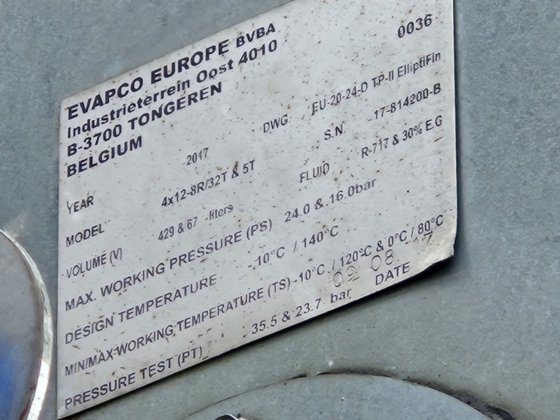 EVAPCO EUROPE BVBA 0036
Industrieterrein Oost 4010
B-3700 TONGEREN
BELGIUM DWG EU-20-24-D TP-II ElliptiFin
YEAR 2017 S.N. 17-814200-B
MODEL 4x12-8R/32T & 5T FLUID R-717 & 30% E.G
VOLUME (V) 429 & 67 liters
MAX. WORKING PRESSURE (PS) 24.0 & 16.0bar
DESIGN TEMPERATURE -10°C / 140°C
MIN/MAX-WORKING TEMPERATURE (TS) -10°C / 120°C & 0°C / 80°C
PRESSURE TEST (PT) 35.5 & 23.7 bar DATE 09 08 17